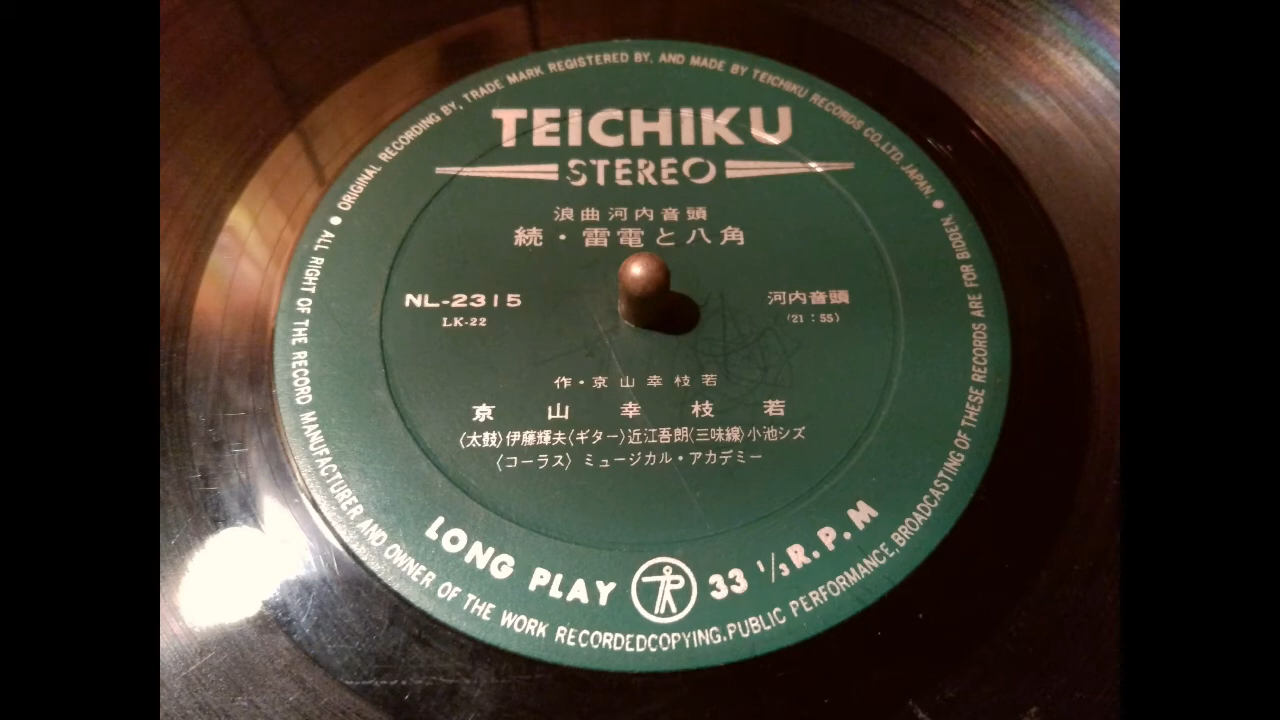 ORIGINAL RECORDING BY, TRADE MARK REGISTERED BY, AND MADE BY TEICHIKU RECORDS CO.,LTD. JAPAN.
TEICHIKU
STEREO
浪曲河内音頭
続・雷電と八角
NL-2315
LK-22
河内音頭
(21:55)
作・京山幸枝若
京山幸枝若
〈太鼓〉伊藤輝夫〈ギター〉近江吾朗〈三味線〉小池シズ
〈コーラス〉ミュージカル・アカデミー
LONG PLAY 33 1/3 R.P.M
ALL RIGHT OF THE RECORD MANUFACTURER AND OWNER OF THE WORK RECORDEDCOPYING.PUBLIC PERFORMANCE,BROADCASTING OF THESE RECORDS ARE FOR BIDDEN.